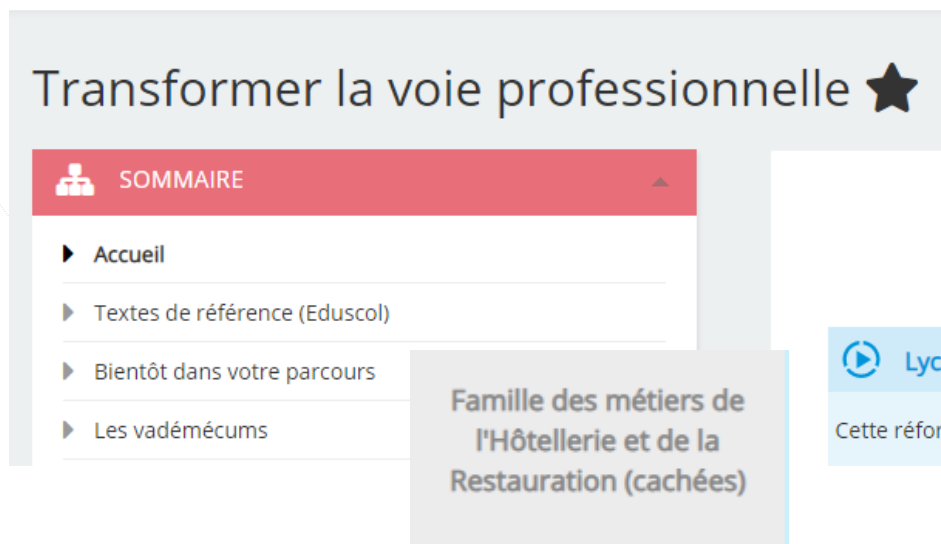 Transformer la voie professionnelle
SOMMAIRE
Accueil
Textes de référence (Eduscol)
Bientôt dans votre parcours
Les vadémécums
Famille des métiers de
l'Hôtellerie et de la
Restauration (cachées)
Lyc
Cette réfor